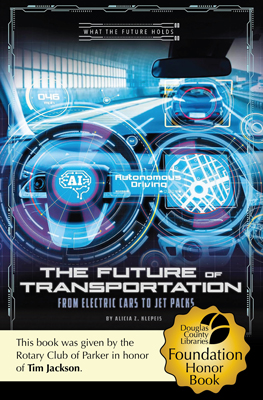 WHAT THE FUTURE HOLDS
046
Autonomous
Driving
AI
THE FUTURE OF
TRANSPORTATION
FROM ELECTRIC CARS TO JET PACKS
BY ALICIA Z. KLEPEIS
Douglas
County
Libraries
Foundation
Honor
Book
This book was given by the
Rotary Club of Parker in honor
of Tim Jackson.